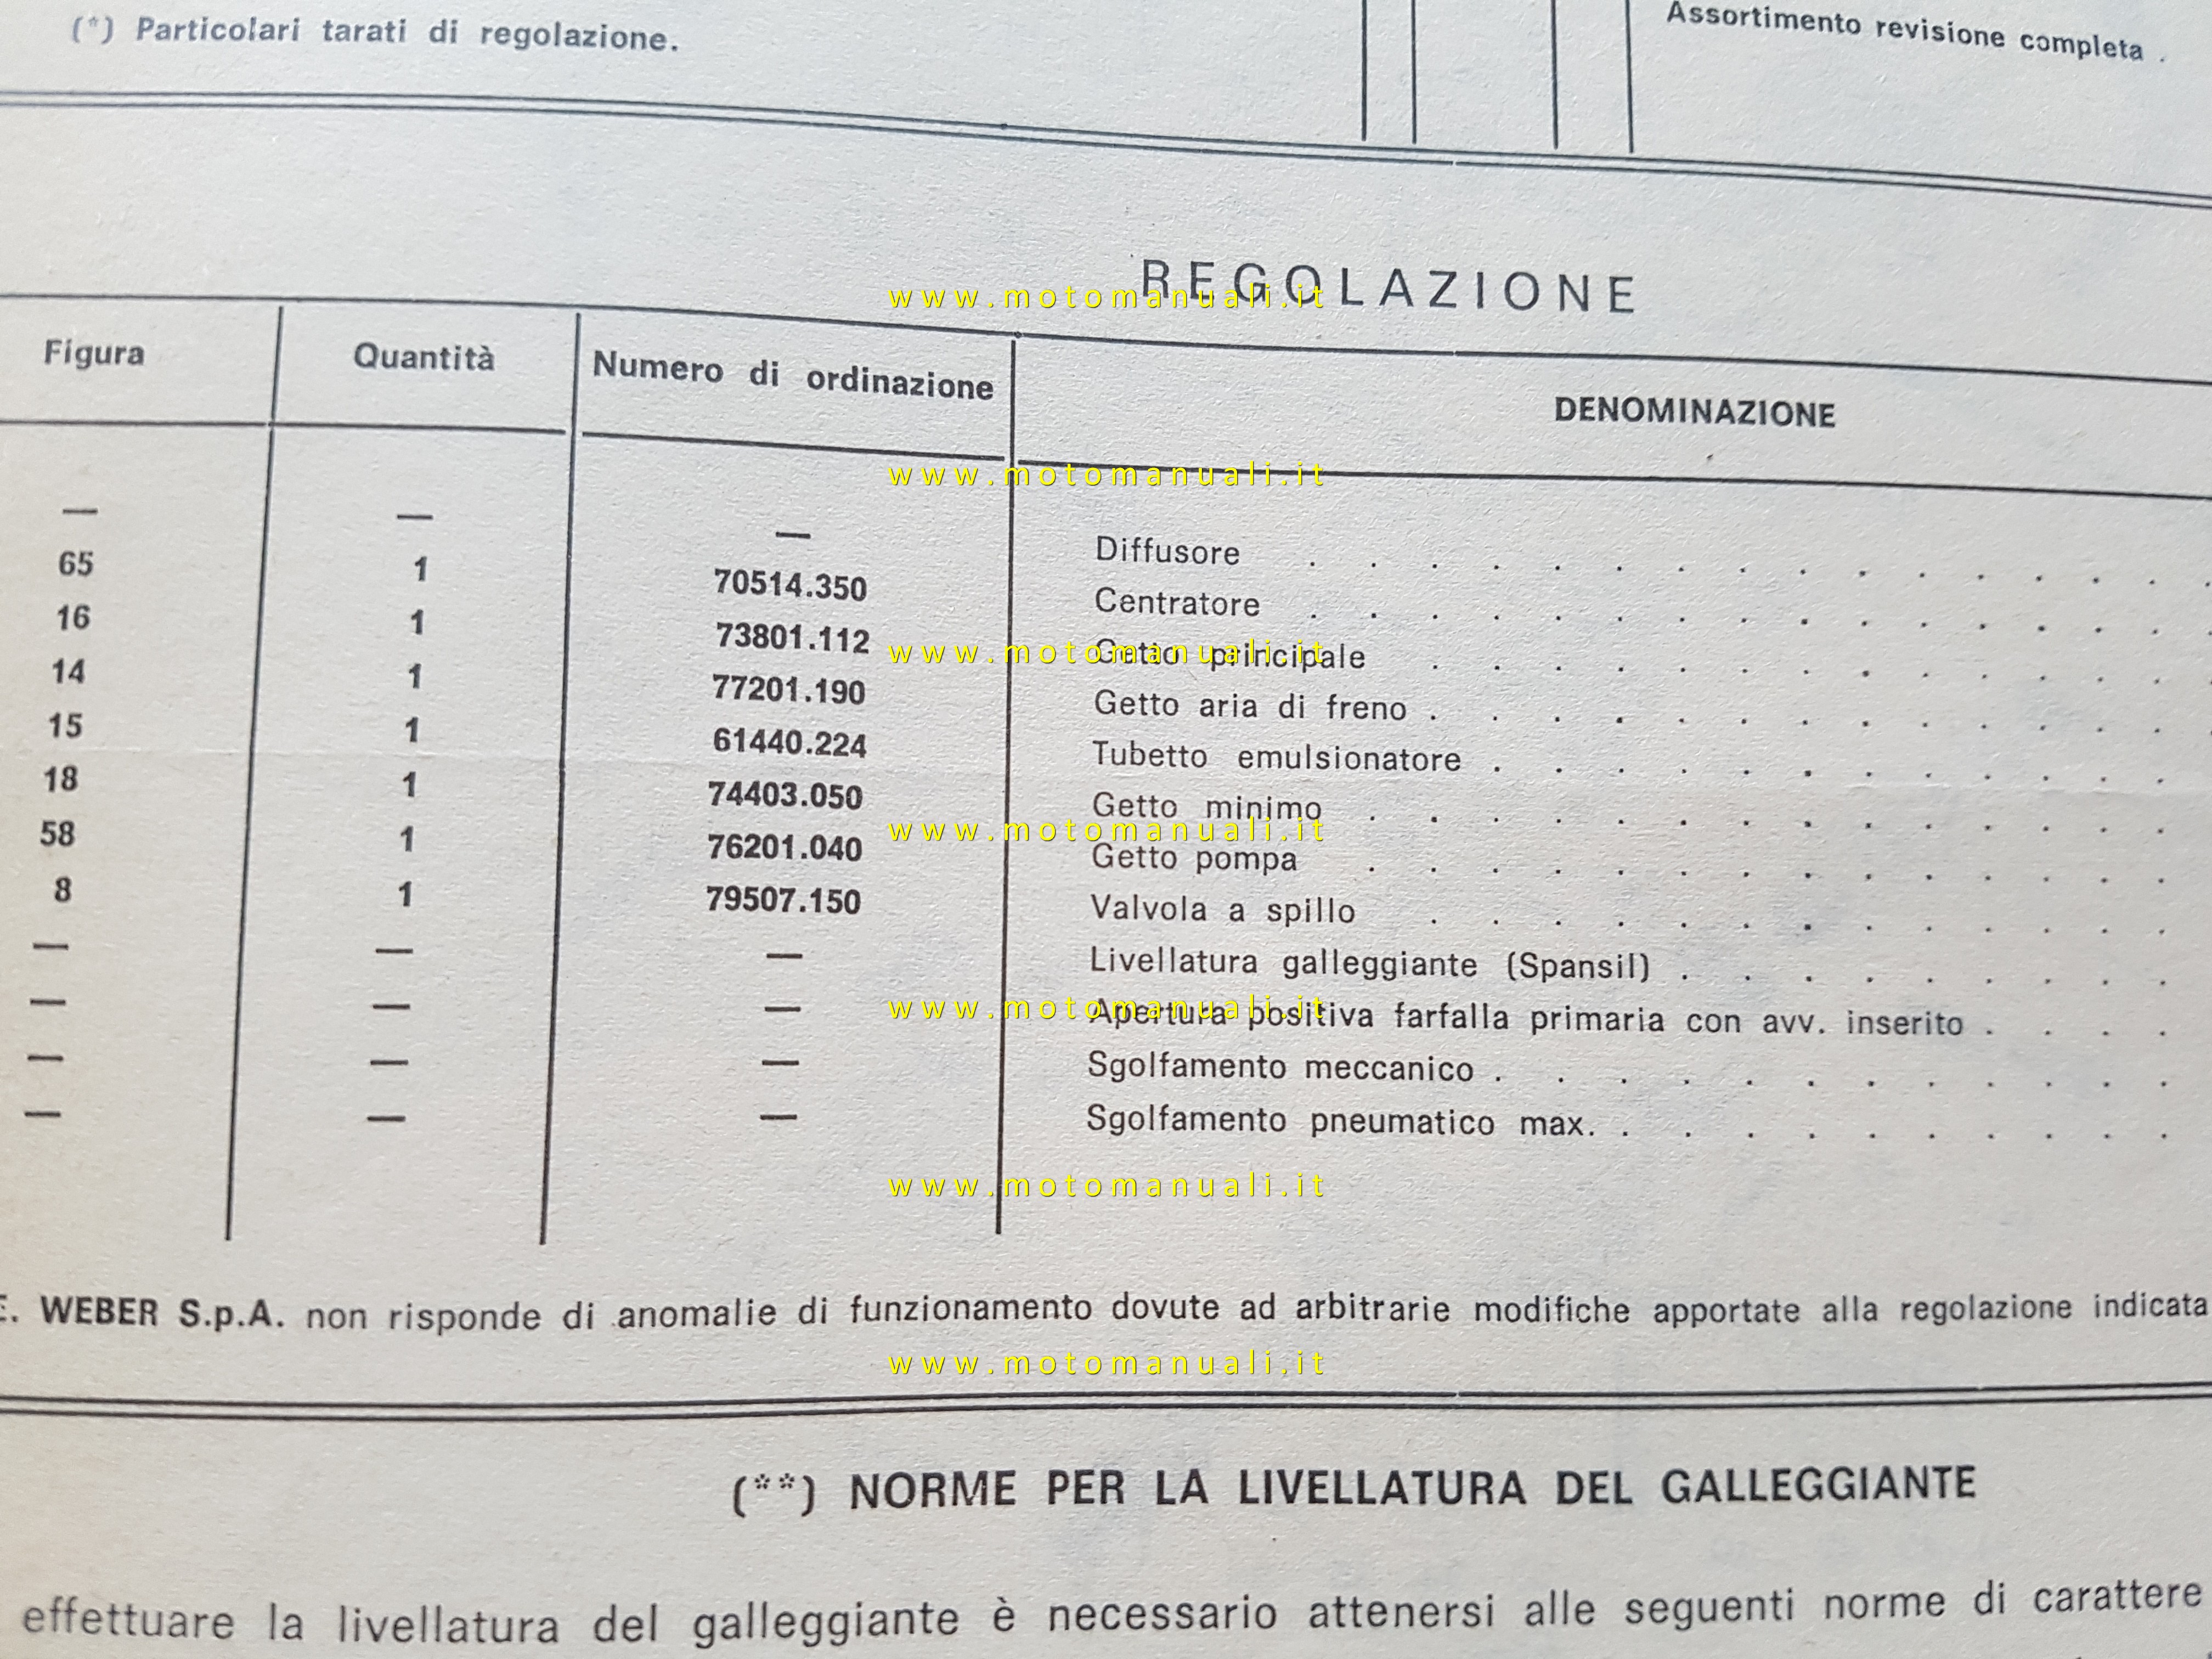 (*) Particolari tarati di regolazione.
Assortimento revisione completa .
REGOLAZIONE
www.motomanuali.it
Figura Quantità Numero di ordinazione DENOMINAZIONE
www.motomanuali.it
— — — Diffusore . . . . . . . . . . . . . . .
65 1 70514.350 Centratore . . . . . . . . . . . . . . .
16 1 73801.112 Getto principale . . . . . . . . . . . . .
www.motomanuali.it
14 1 77201.190 Getto aria di freno . . . . . . . . . . . . .
15 1 61440.224 Tubetto emulsionatore . . . . . . . . . . . .
18 1 74403.050 Getto minimo . . . . . . . . . . . . . .
www.motomanuali.it
58 1 76201.040 Getto pompa . . . . . . . . . . . . .
8 1 79507.150 Valvola a spillo . . . . . . . . . . . . .
— — — Livellatura galleggiante (Spansil) . . . . . . . . .
— — — Apertura positiva farfalla primaria con avv. inserito . . . .
www.motomanuali.it
— — — Sgolfamento meccanico . . . . . . . . . . . .
— — — Sgolfamento pneumatico max. . . . . . . . . . .
www.motomanuali.it
E. WEBER S.p.A. non risponde di anomalie di funzionamento dovute ad arbitrarie modifiche apportate alla regolazione indicata
www.motomanuali.it
(**) NORME PER LA LIVELLATURA DEL GALLEGGIANTE
effettuare la livellatura del galleggiante è necessario attenersi alle seguenti norme di carattere